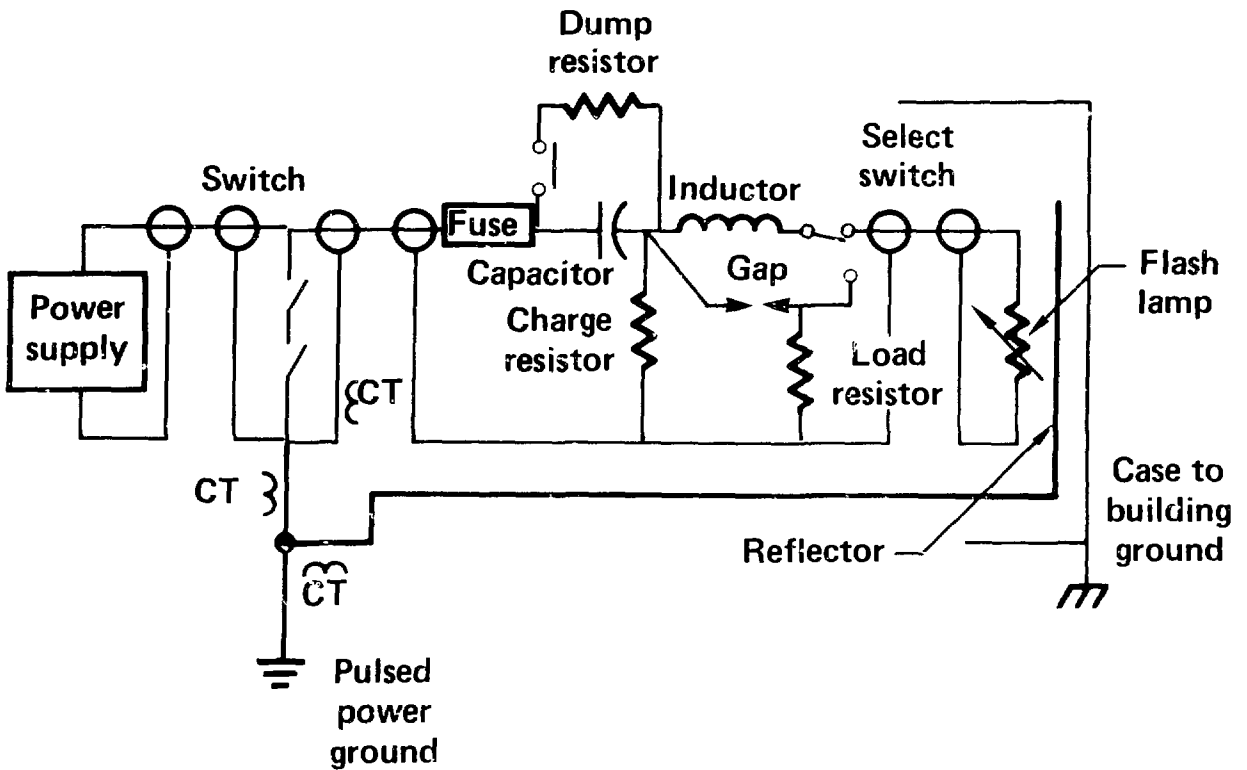 Dump
resistor
Select
switch
Switch
Inductor
Fuse
Capacitor
Gap
Flash
lamp
Power
supply
Charge
resistor
CT
Load
resistor
CT
Case to
building
ground
Reflector
CT
Pulsed
power
ground